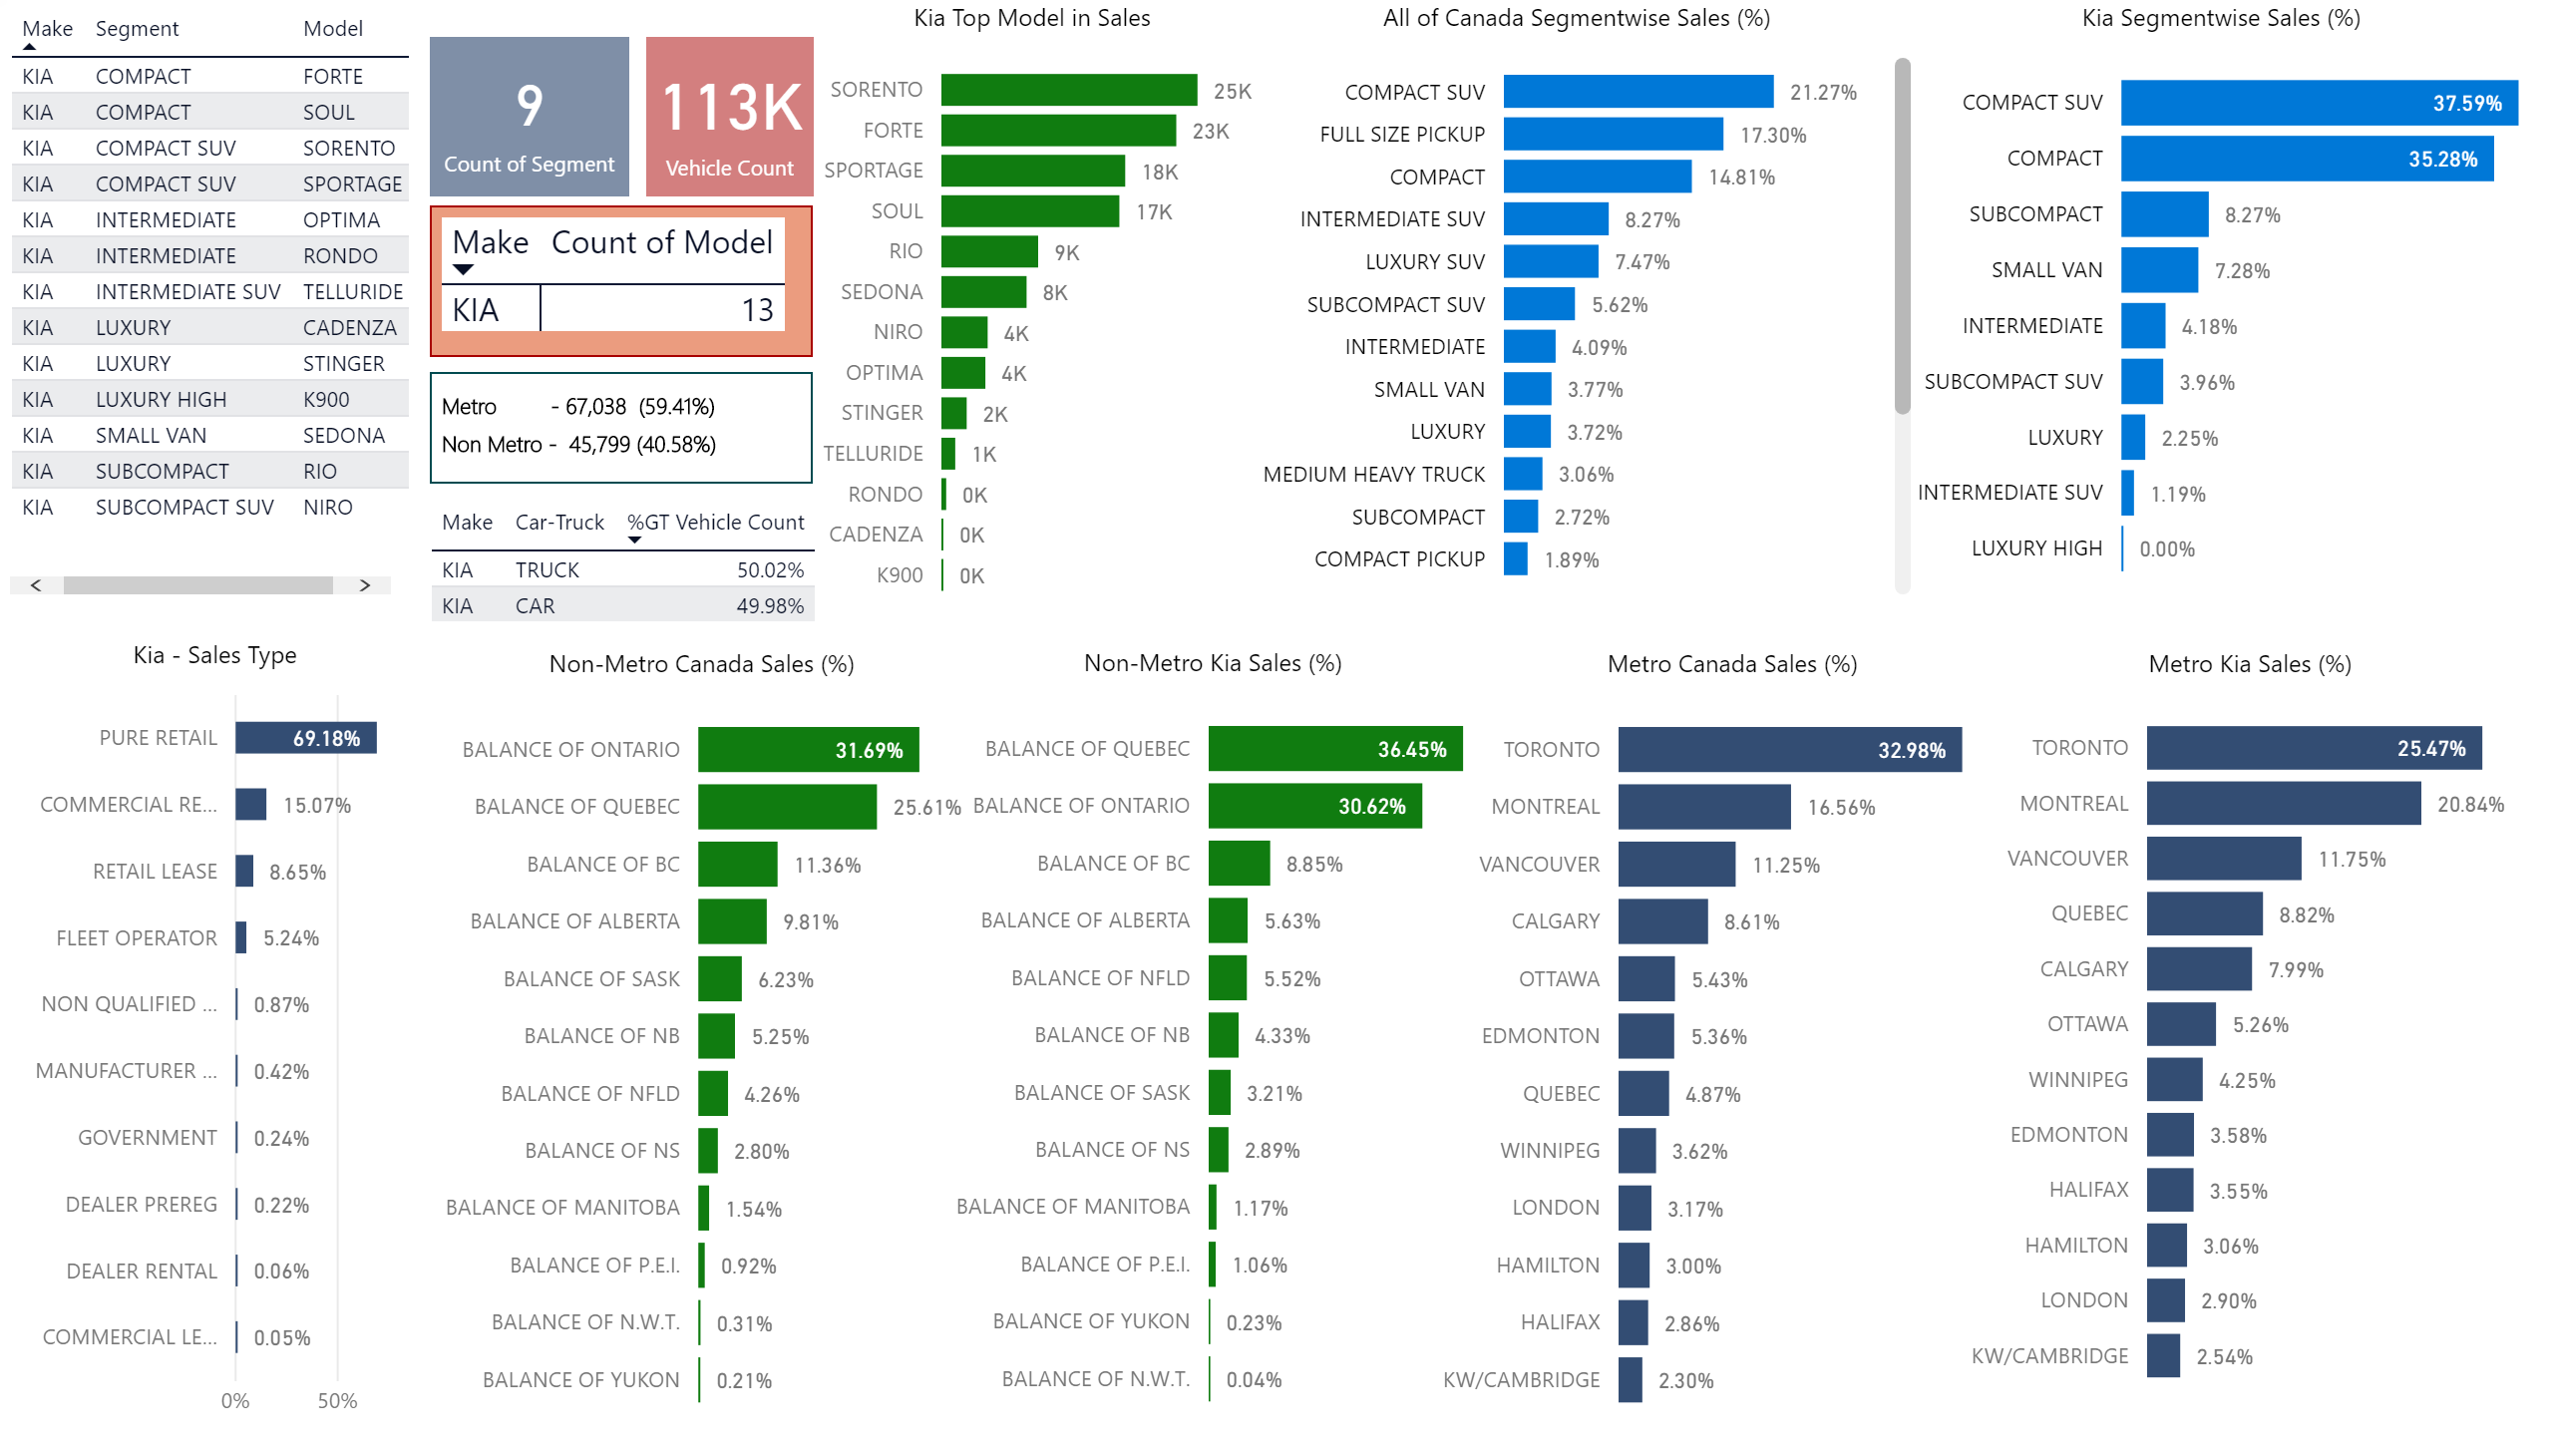 Make Segment Model
KIA COMPACT FORTE
KIA COMPACT SOUL
KIA COMPACT SUV SORENTO
KIA COMPACT SUV SPORTAGE
KIA INTERMEDIATE OPTIMA
KIA INTERMEDIATE RONDO
KIA INTERMEDIATE SUV TELLURIDE
KIA LUXURY CADENZA
KIA LUXURY STINGER
KIA LUXURY HIGH K900
KIA SMALL VAN SEDONA
KIA SUBCOMPACT RIO
KIA SUBCOMPACT SUV NIRO
9
Count of Segment
113K
Vehicle Count
Make Count of Model
KIA 13
Metro - 67,038 (59.41%)
Non Metro - 45,799 (40.58%)
Make Car-Truck %GT Vehicle Count
KIA TRUCK 50.02%
KIA CAR 49.98%
Kia Top Model in Sales
SORENTO 25K
FORTE 23K
SPORTAGE 18K
SOUL 17K
RIO 9K
SEDONA 8K
NIRO 4K
OPTIMA 4K
STINGER 2K
TELLURIDE 1K
RONDO 0K
CADENZA 0K
K900 0K
All of Canada Segmentwise Sales (%)
COMPACT SUV 21.27%
FULL SIZE PICKUP 17.30%
COMPACT 14.81%
INTERMEDIATE SUV 8.27%
LUXURY SUV 7.47%
SUBCOMPACT SUV 5.62%
INTERMEDIATE 4.09%
SMALL VAN 3.77%
LUXURY 3.72%
MEDIUM HEAVY TRUCK 3.06%
SUBCOMPACT 2.72%
COMPACT PICKUP 1.89%
Kia Segmentwise Sales (%)
COMPACT SUV 37.59%
COMPACT 35.28%
SUBCOMPACT 8.27%
SMALL VAN 7.28%
INTERMEDIATE 4.18%
SUBCOMPACT SUV 3.96%
LUXURY 2.25%
INTERMEDIATE SUV 1.19%
LUXURY HIGH 0.00%
Kia - Sales Type
PURE RETAIL 69.18%
COMMERCIAL RE... 15.07%
RETAIL LEASE 8.65%
FLEET OPERATOR 5.24%
NON QUALIFIED ... 0.87%
MANUFACTURER ... 0.42%
GOVERNMENT 0.24%
DEALER PREREG 0.22%
DEALER RENTAL 0.06%
COMMERCIAL LE... 0.05%
0% 50%
Non-Metro Canada Sales (%)
BALANCE OF ONTARIO 31.69%
BALANCE OF QUEBEC 25.61%
BALANCE OF BC 11.36%
BALANCE OF ALBERTA 9.81%
BALANCE OF SASK 6.23%
BALANCE OF NB 5.25%
BALANCE OF NFLD 4.26%
BALANCE OF NS 2.80%
BALANCE OF MANITOBA 1.54%
BALANCE OF P.E.I. 0.92%
BALANCE OF N.W.T. 0.31%
BALANCE OF YUKON 0.21%
Non-Metro Kia Sales (%)
BALANCE OF QUEBEC 36.45%
BALANCE OF ONTARIO 30.62%
BALANCE OF BC 8.85%
BALANCE OF ALBERTA 5.63%
BALANCE OF NFLD 5.52%
BALANCE OF NB 4.33%
BALANCE OF SASK 3.21%
BALANCE OF NS 2.89%
BALANCE OF MANITOBA 1.17%
BALANCE OF P.E.I. 1.06%
BALANCE OF YUKON 0.23%
BALANCE OF N.W.T. 0.04%
Metro Canada Sales (%)
TORONTO 32.98%
MONTREAL 16.56%
VANCOUVER 11.25%
CALGARY 8.61%
OTTAWA 5.43%
EDMONTON 5.36%
QUEBEC 4.87%
WINNIPEG 3.62%
LONDON 3.17%
HAMILTON 3.00%
HALIFAX 2.86%
KW/CAMBRIDGE 2.30%
Metro Kia Sales (%)
TORONTO 25.47%
MONTREAL 20.84%
VANCOUVER 11.75%
QUEBEC 8.82%
CALGARY 7.99%
OTTAWA 5.26%
WINNIPEG 4.25%
EDMONTON 3.58%
HALIFAX 3.55%
HAMILTON 3.06%
LONDON 2.90%
KW/CAMBRIDGE 2.54%